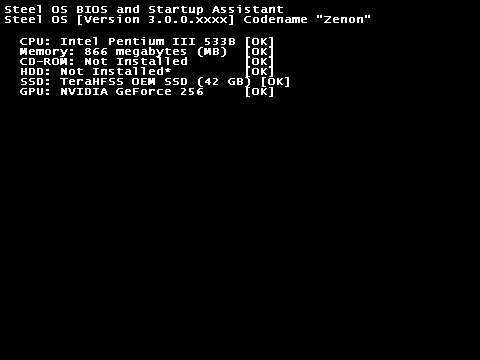 Steel OS BIOS and Startup Assistant
Steel OS [Version 3.0.0.xxxx] Codename "Zenon"
CPU: Intel Pentium III 533B [OK]
Memory: 866 megabytes (MB) [OK]
CD-ROM: Not Installed [OK]
HDD: Not Installed* [OK]
SSD: TeraHFSS OEM SSD (42 GB) [OK]
GPU: NVIDIA GeForce 256 [OK]